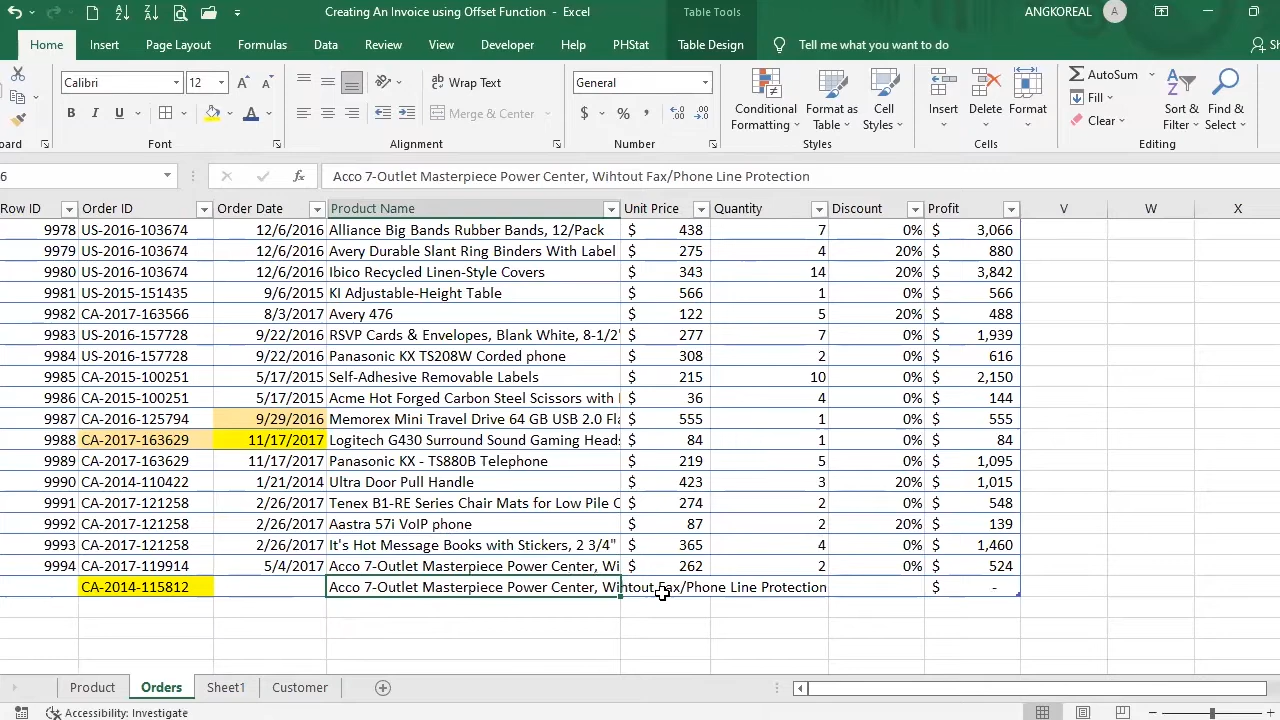 Creating An Invoice using Offset Function - Excel
Table Tools
ANGKOREAL
A
Home
Insert
Page Layout
Formulas
Data
Review
View
Developer
Help
PHStat
Table Design
Tell me what you want to do
Calibri
12
Wrap Text
General
Conditional Formatting
Format as Table
Cell Styles
Insert
Delete
Format
AutoSum
Fill
Clear
Sort & Filter
Find & Select
B I U
Merge & Center
$ % ,
oard
Font
Alignment
Number
Styles
Cells
Editing
6
fx
Acco 7-Outlet Masterpiece Power Center, Wihtout Fax/Phone Line Protection
Row ID Order ID Order Date Product Name Unit Price Quantity Discount Profit V W X
9978 US-2016-103674 12/6/2016 Alliance Big Bands Rubber Bands, 12/Pack $ 438 7 0% $ 3,066
9979 US-2016-103674 12/6/2016 Avery Durable Slant Ring Binders With Label $ 275 4 20% $ 880
9980 US-2016-103674 12/6/2016 Ibico Recycled Linen-Style Covers $ 343 14 20% $ 3,842
9981 US-2015-151435 9/6/2015 KI Adjustable-Height Table $ 566 1 0% $ 566
9982 CA-2017-163566 8/3/2017 Avery 476 $ 122 5 20% $ 488
9983 US-2016-157728 9/22/2016 RSVP Cards & Envelopes, Blank White, 8-1/2" $ 277 7 0% $ 1,939
9984 US-2016-157728 9/22/2016 Panasonic KX TS208W Corded phone $ 308 2 0% $ 616
9985 CA-2015-100251 5/17/2015 Self-Adhesive Removable Labels $ 215 10 0% $ 2,150
9986 CA-2015-100251 5/17/2015 Acme Hot Forged Carbon Steel Scissors with $ 36 4 0% $ 144
9987 CA-2016-125794 9/29/2016 Memorex Mini Travel Drive 64 GB USB 2.0 Fl $ 555 1 0% $ 555
9988 CA-2017-163629 11/17/2017 Logitech G430 Surround Sound Gaming Head $ 84 1 0% $ 84
9989 CA-2017-163629 11/17/2017 Panasonic KX - TS880B Telephone $ 219 5 0% $ 1,095
9990 CA-2014-110422 1/21/2014 Ultra Door Pull Handle $ 423 3 20% $ 1,015
9991 CA-2017-121258 2/26/2017 Tenex B1-RE Series Chair Mats for Low Pile C $ 274 2 0% $ 548
9992 CA-2017-121258 2/26/2017 Aastra 57i VoIP phone $ 87 2 20% $ 139
9993 CA-2017-121258 2/26/2017 It's Hot Message Books with Stickers, 2 3/4" $ 365 4 0% $ 1,460
9994 CA-2017-119914 5/4/2017 Acco 7-Outlet Masterpiece Power Center, Wi $ 262 2 0% $ 524
CA-2014-115812 Acco 7-Outlet Masterpiece Power Center, Wihtout Fax/Phone Line Protection $ -
Product
Orders
Sheet1
Customer
Accessibility: Investigate